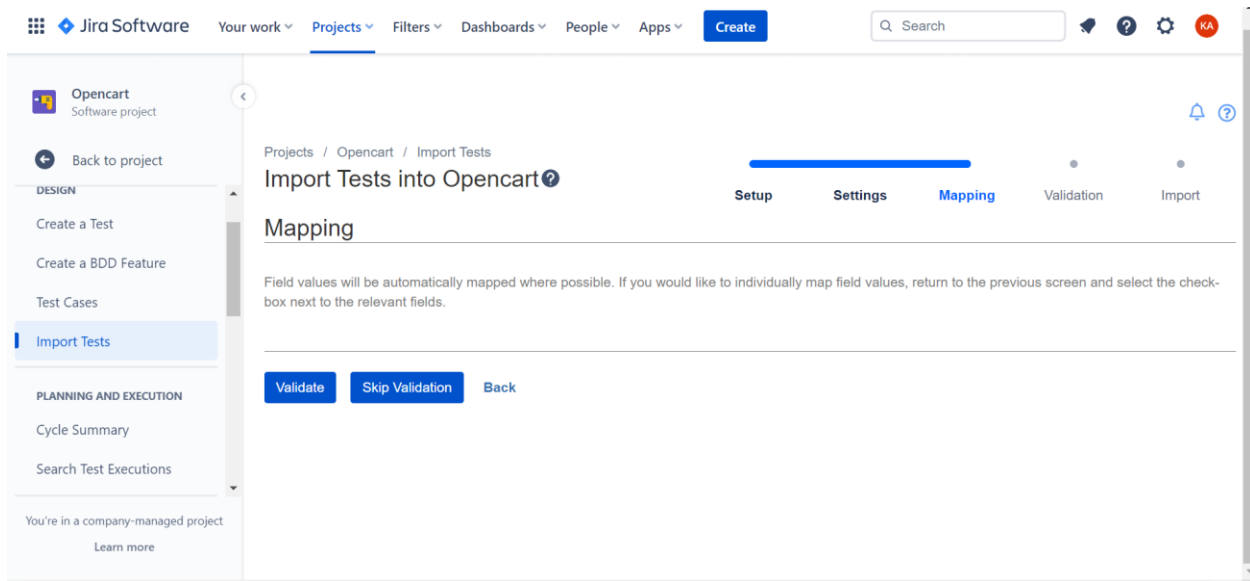 Jira Software Your work Projects Filters Dashboards People Apps Create Search KA
Opencart
Software project
Back to project
DESIGN
Create a Test
Create a BDD Feature
Test Cases
Import Tests
PLANNING AND EXECUTION
Cycle Summary
Search Test Executions
You're in a company-managed project
Learn more
Projects / Opencart / Import Tests
Import Tests into Opencart
Setup Settings Mapping Validation Import
Mapping
Field values will be automatically mapped where possible. If you would like to individually map field values, return to the previous screen and select the check-
box next to the relevant fields.
Validate Skip Validation Back